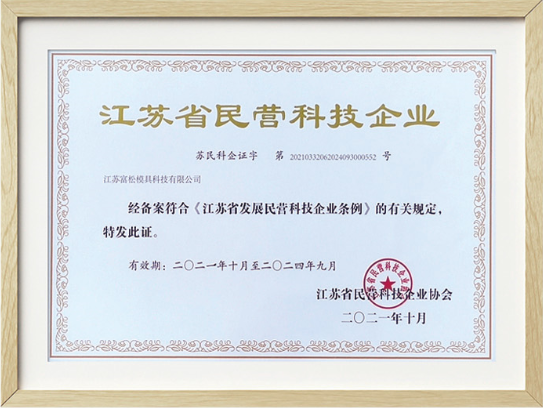 江苏省民营科技企业
苏民科企证字 第 20210332062024093000552 号
江苏富松模具科技有限公司
经备案符合《江苏省发展民营科技企业条例》的有关规定，
特发此证。
有效期：二〇二一年十月至二〇二四年九月
江苏省民营科技企业协会
二〇二一年十月